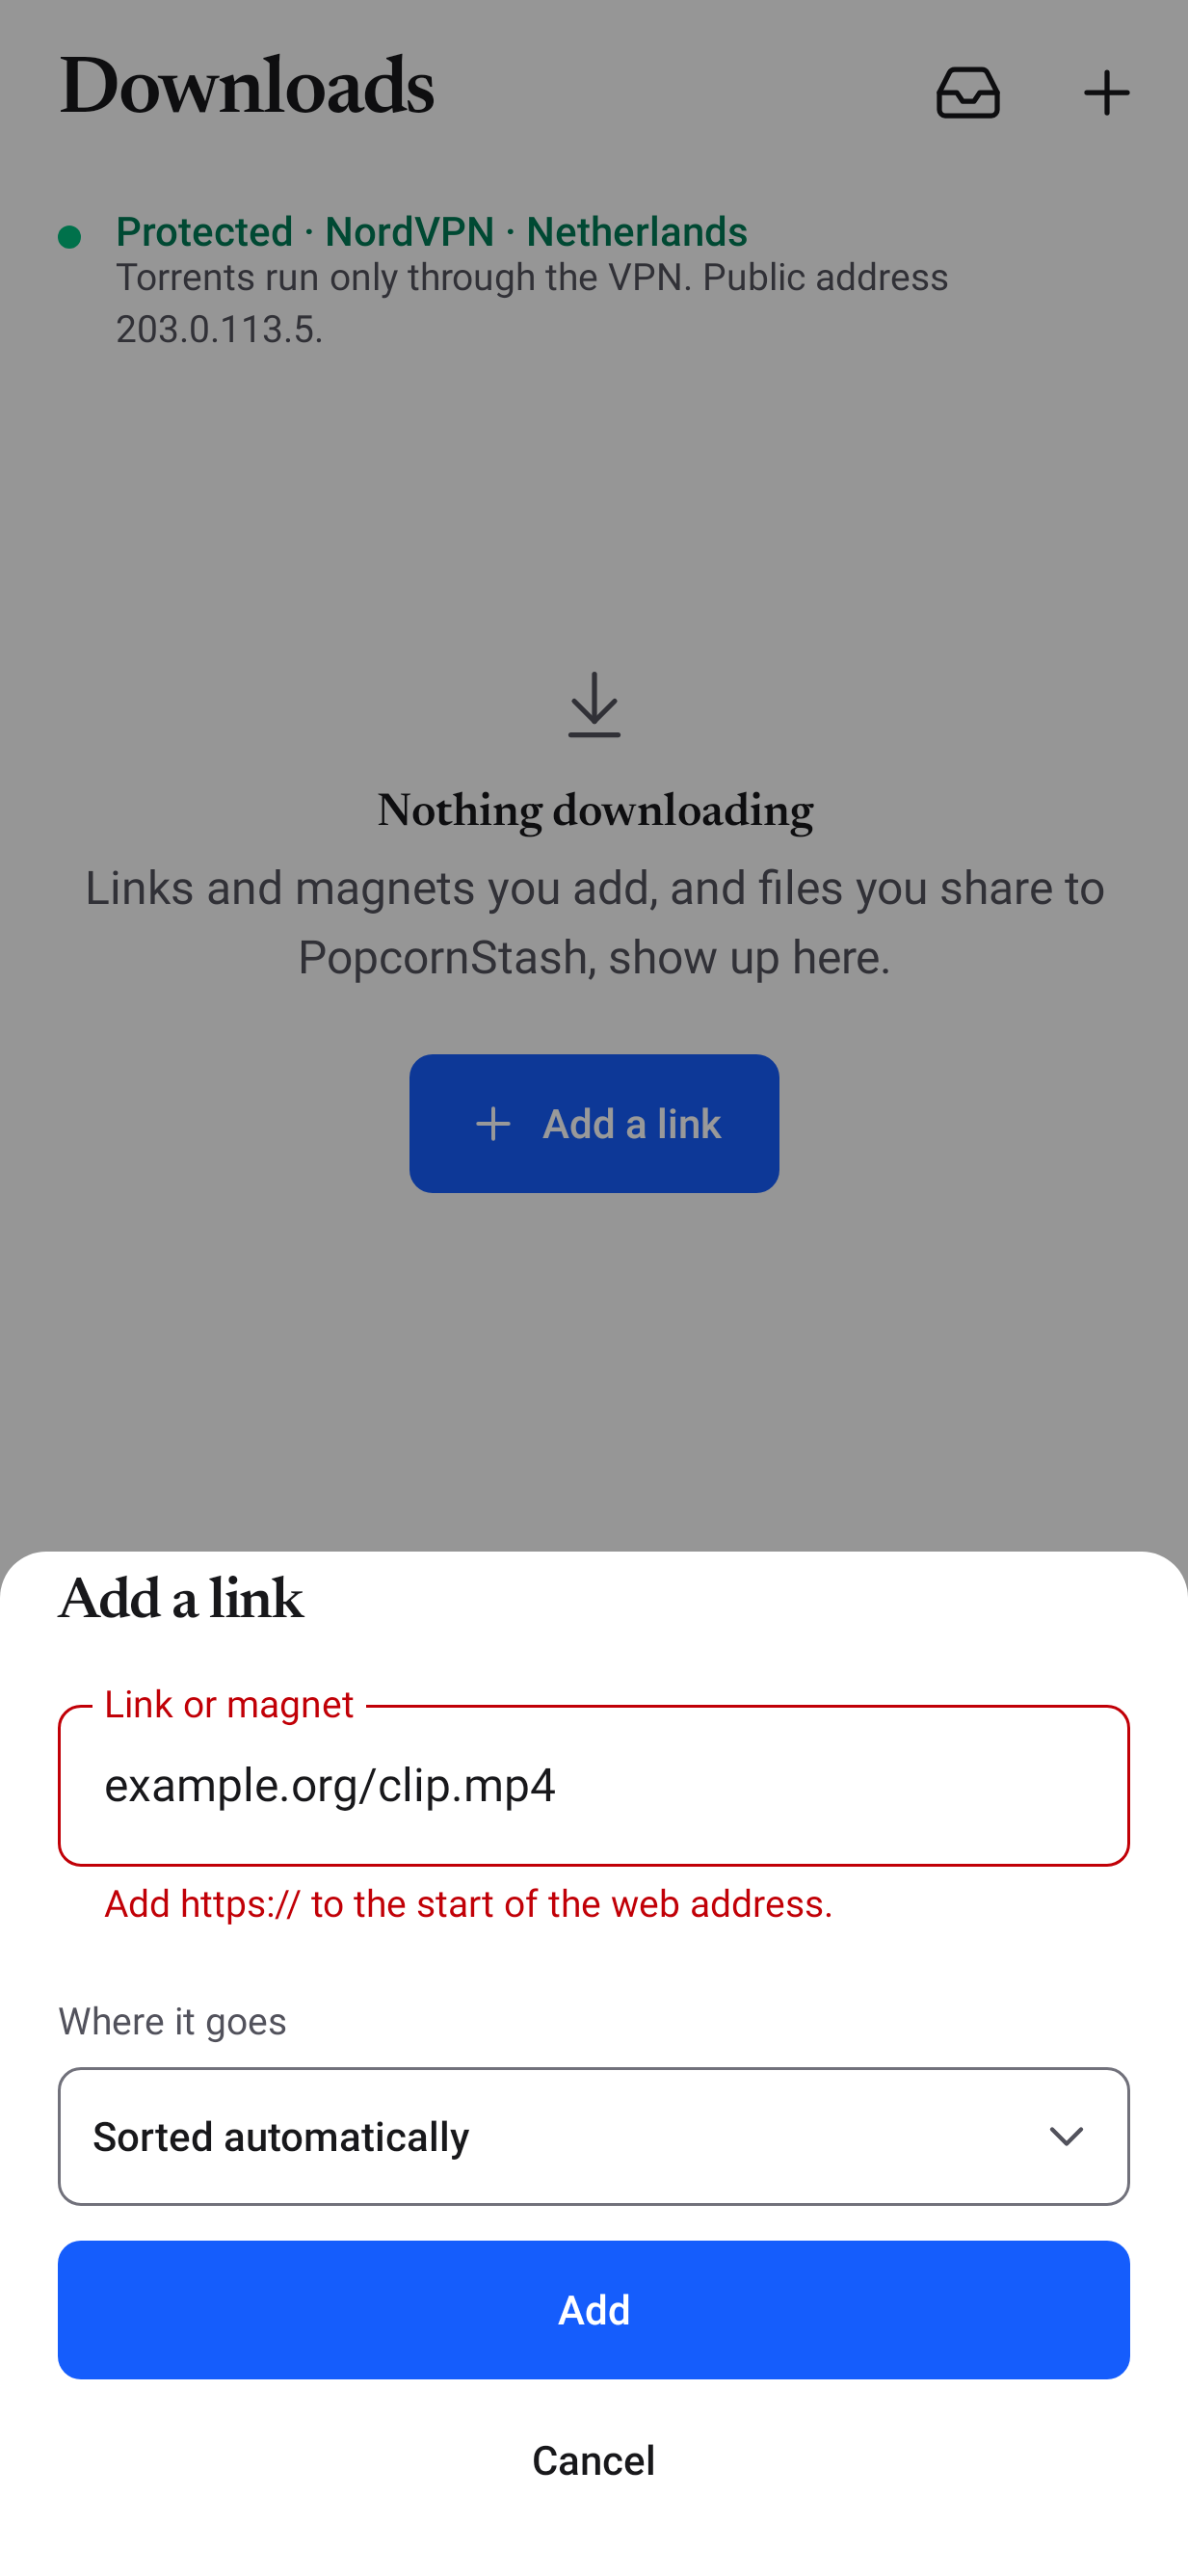 Downloads
Protected · NordVPN · Netherlands
Torrents run only through the VPN. Public address
203.0.113.5.
Nothing downloading
Links and magnets you add, and files you share to
PopcornStash, show up here.
Add a link
Add a link
Link or magnet
example.org/clip.mp4
Add https:// to the start of the web address.
Where it goes
Sorted automatically
Add
Cancel